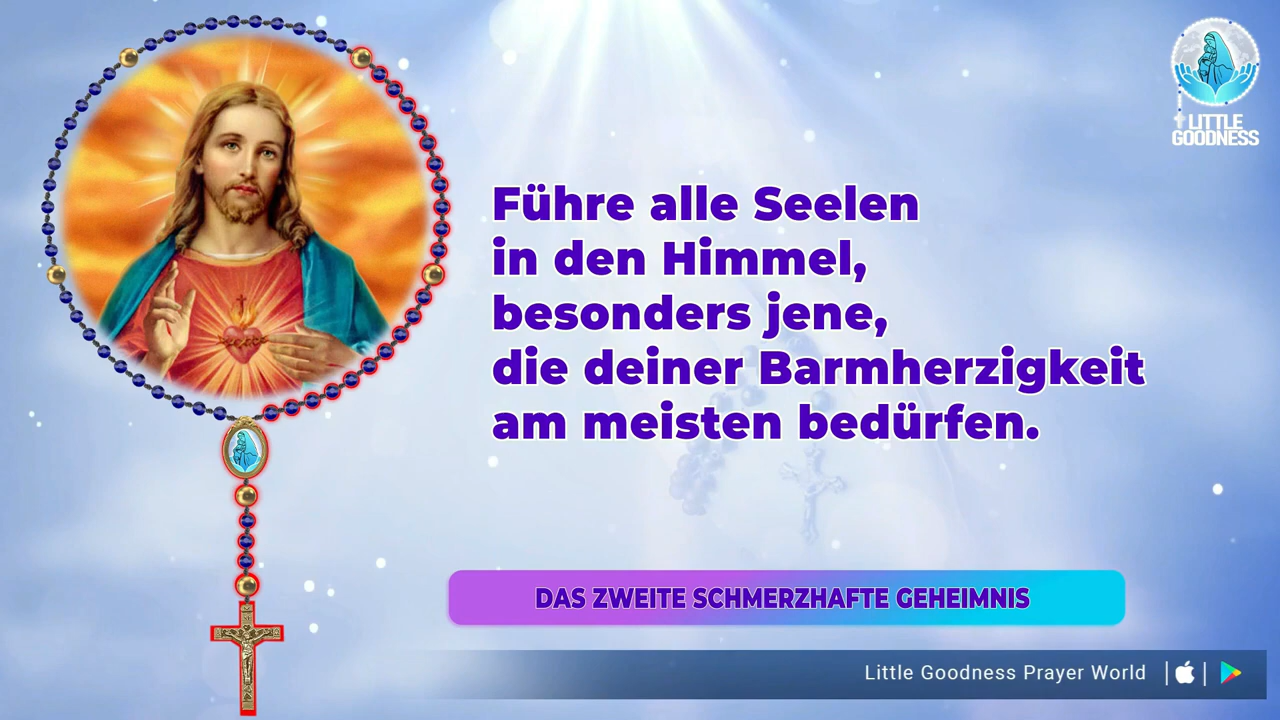 LITTLE
GOODNESS
Führe alle Seelen
in den Himmel,
besonders jene,
die deiner Barmherzigkeit
am meisten bedürfen.
DAS ZWEITE SCHMERZHAFTE GEHEIMNIS
Little Goodness Prayer World